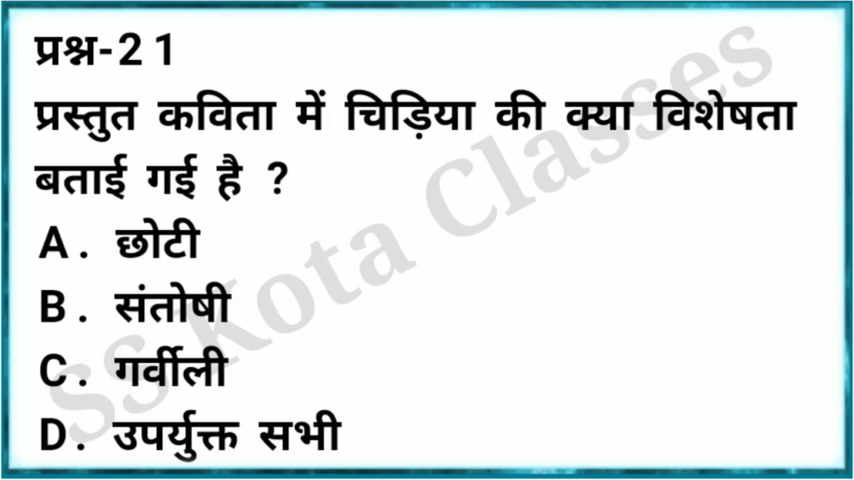 प्रश्न-21
प्रस्तुत कविता में चिड़िया की क्या विशेषता
बताई गई है ?
A. छोटी
B. संतोषी
C. गर्वीली
D. उपर्युक्त सभी
SS Kota Classes